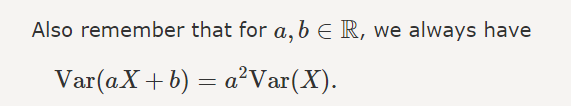 Also remember that for a, b ∈ ℝ, we always have
Var(aX + b) = a²Var(X).